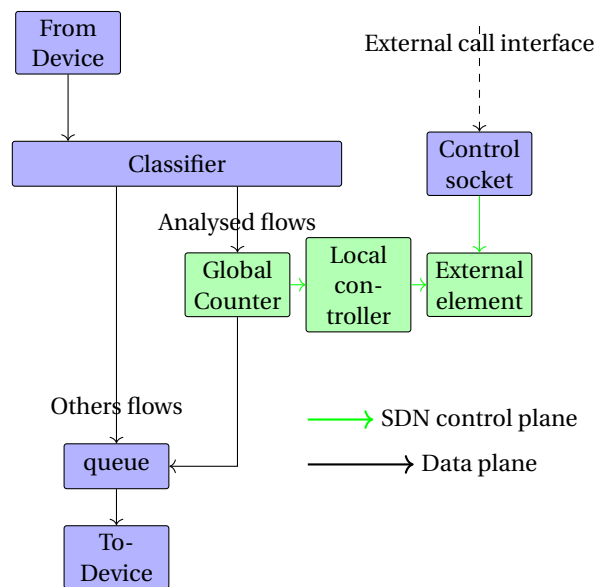 From
Device
External call interface
Control
socket
Classifier
Analysed flows
Global
Counter
Local
con-
troller
External
element
Others flows
SDN control plane
queue
Data plane
To-
Device